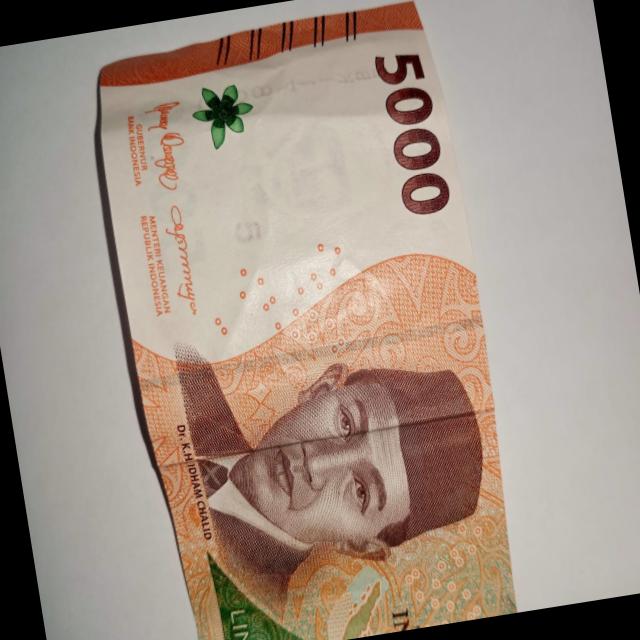 5000
GUBERNUR
BANK INDONESIA
MENTERI KEUANGAN
REPUBLIK INDONESIA
Dr. K.H. IDHAM CHALID